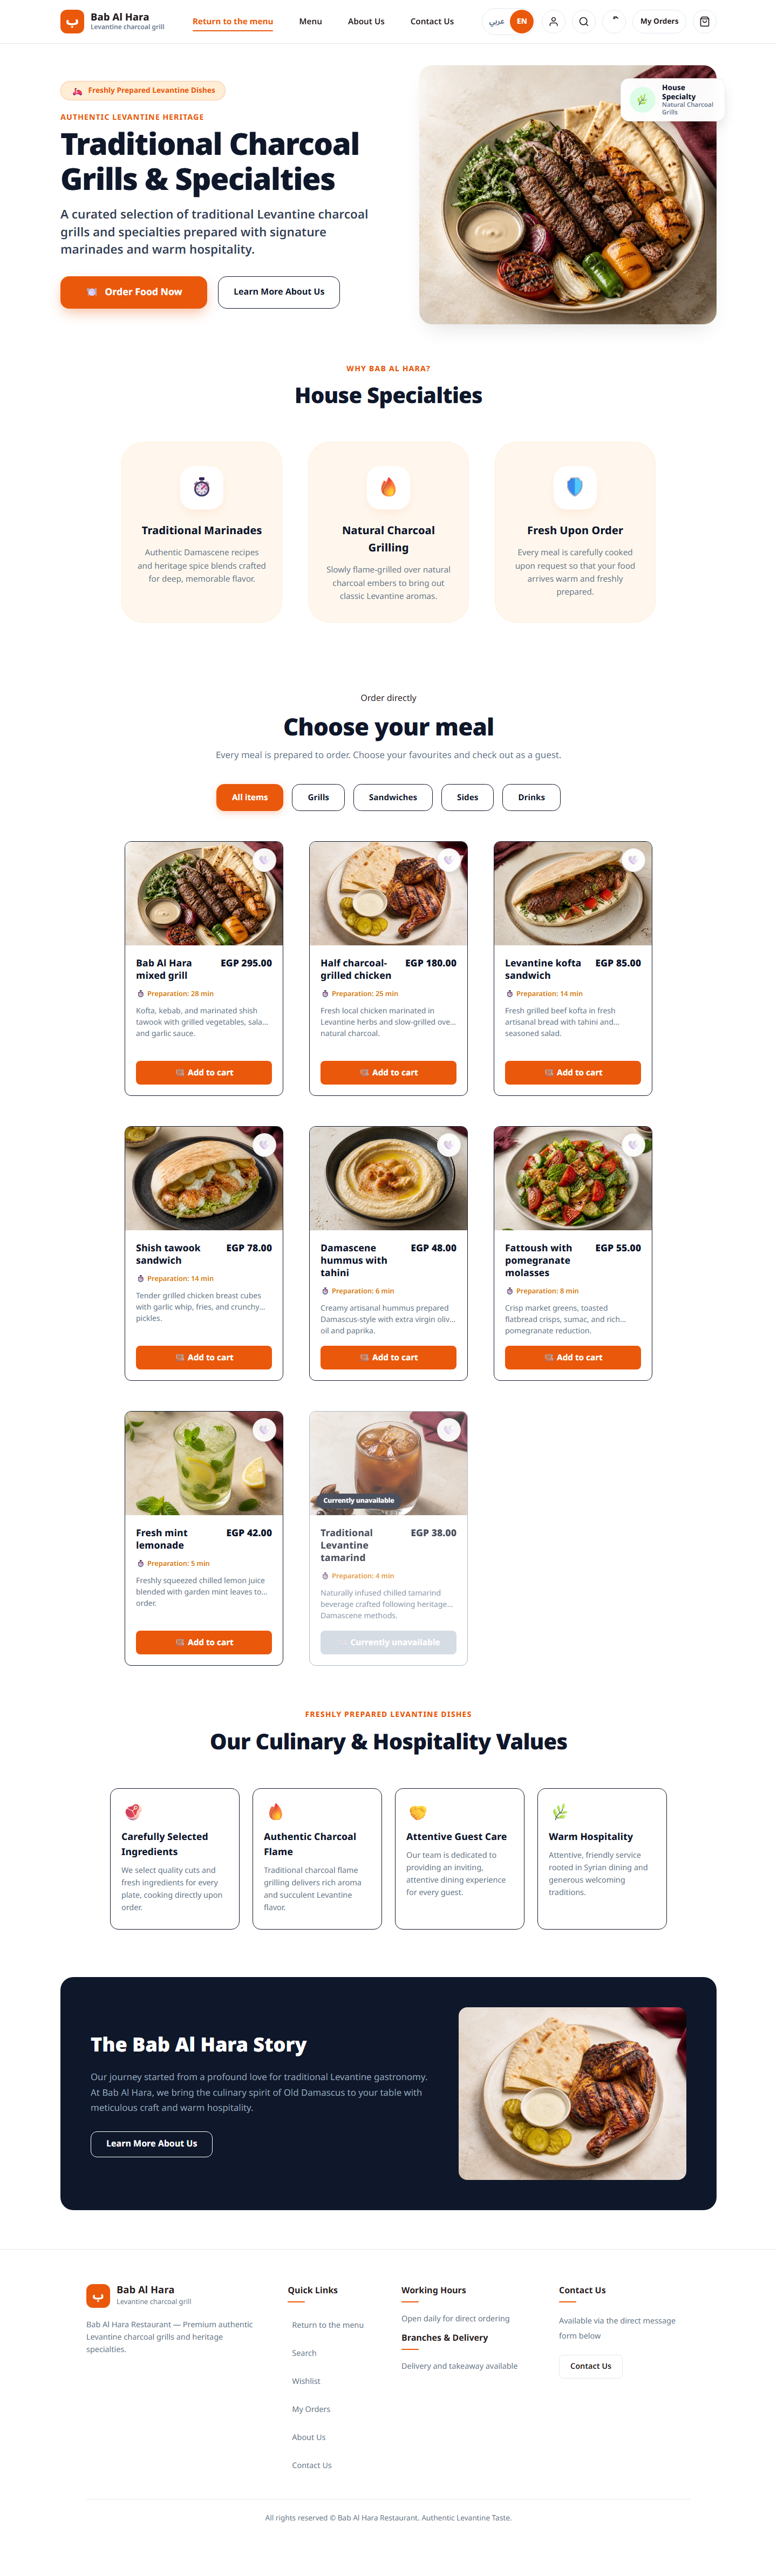 ب
Bab Al Hara
Levantine charcoal grill
Return to the menu
Menu
About Us
Contact Us
عربي
EN
My Orders
Freshly Prepared Levantine Dishes
AUTHENTIC LEVANTINE HERITAGE
Traditional Charcoal
Grills & Specialties
A curated selection of traditional Levantine charcoal
grills and specialties prepared with signature
marinades and warm hospitality.
Order Food Now
Learn More About Us
House
Specialty
Natural Charcoal
Grills
WHY BAB AL HARA?
House Specialties
Traditional Marinades
Authentic Damascene recipes
and heritage spice blends crafted
for deep, memorable flavor.
Natural Charcoal
Grilling
Slowly flame-grilled over natural
charcoal embers to bring out
classic Levantine aromas.
Fresh Upon Order
Every meal is carefully cooked
upon request so that your food
arrives warm and freshly
prepared.
Order directly
Choose your meal
Every meal is prepared to order. Choose your favourites and check out as a guest.
All items
Grills
Sandwiches
Sides
Drinks
Bab Al Hara
mixed grill
EGP 295.00
Preparation: 28 min
Kofta, kebab, and marinated shish
tawook with grilled vegetables, sala...
and garlic sauce.
Add to cart
Half charcoal-
grilled chicken
EGP 180.00
Preparation: 25 min
Fresh local chicken marinated in
Levantine herbs and slow-grilled ove...
natural charcoal.
Add to cart
Levantine kofta
sandwich
EGP 85.00
Preparation: 14 min
Fresh grilled beef kofta in fresh
artisanal bread with tahini and...
seasoned salad.
Add to cart
Shish tawook
sandwich
EGP 78.00
Preparation: 14 min
Tender grilled chicken breast cubes
with garlic whip, fries, and crunchy...
pickles.
Add to cart
Damascene
hummus with
tahini
EGP 48.00
Preparation: 6 min
Creamy artisanal hummus prepared
Damascus-style with extra virgin oliv...
oil and paprika.
Add to cart
Fattoush with
pomegranate
molasses
EGP 55.00
Preparation: 8 min
Crisp market greens, toasted
flatbread crisps, sumac, and rich...
pomegranate reduction.
Add to cart
Fresh mint
lemonade
EGP 42.00
Preparation: 5 min
Freshly squeezed chilled lemon juice
blended with garden mint leaves to...
order.
Add to cart
Currently unavailable
Traditional
Levantine
tamarind
EGP 38.00
Preparation: 4 min
Naturally infused chilled tamarind
beverage crafted following heritage...
Damascene methods.
Currently unavailable
FRESHLY PREPARED LEVANTINE DISHES
Our Culinary & Hospitality Values
Carefully Selected
Ingredients
We select quality cuts and
fresh ingredients for every
plate, cooking directly upon
order.
Authentic Charcoal
Flame
Traditional charcoal flame
grilling delivers rich aroma
and succulent Levantine
flavor.
Attentive Guest Care
Our team is dedicated to
providing an inviting,
attentive dining experience
for every guest.
Warm Hospitality
Attentive, friendly service
rooted in Syrian dining and
generous welcoming
traditions.
The Bab Al Hara Story
Our journey started from a profound love for traditional Levantine gastronomy.
At Bab Al Hara, we bring the culinary spirit of Old Damascus to your table with
meticulous craft and warm hospitality.
Learn More About Us
ب
Bab Al Hara
Levantine charcoal grill
Bab Al Hara Restaurant — Premium authentic
Levantine charcoal grills and heritage
specialties.
Quick Links
Return to the menu
Search
Wishlist
My Orders
About Us
Contact Us
Working Hours
Open daily for direct ordering
Branches & Delivery
Delivery and takeaway available
Contact Us
Available via the direct message
form below
Contact Us
All rights reserved © Bab Al Hara Restaurant. Authentic Levantine Taste.